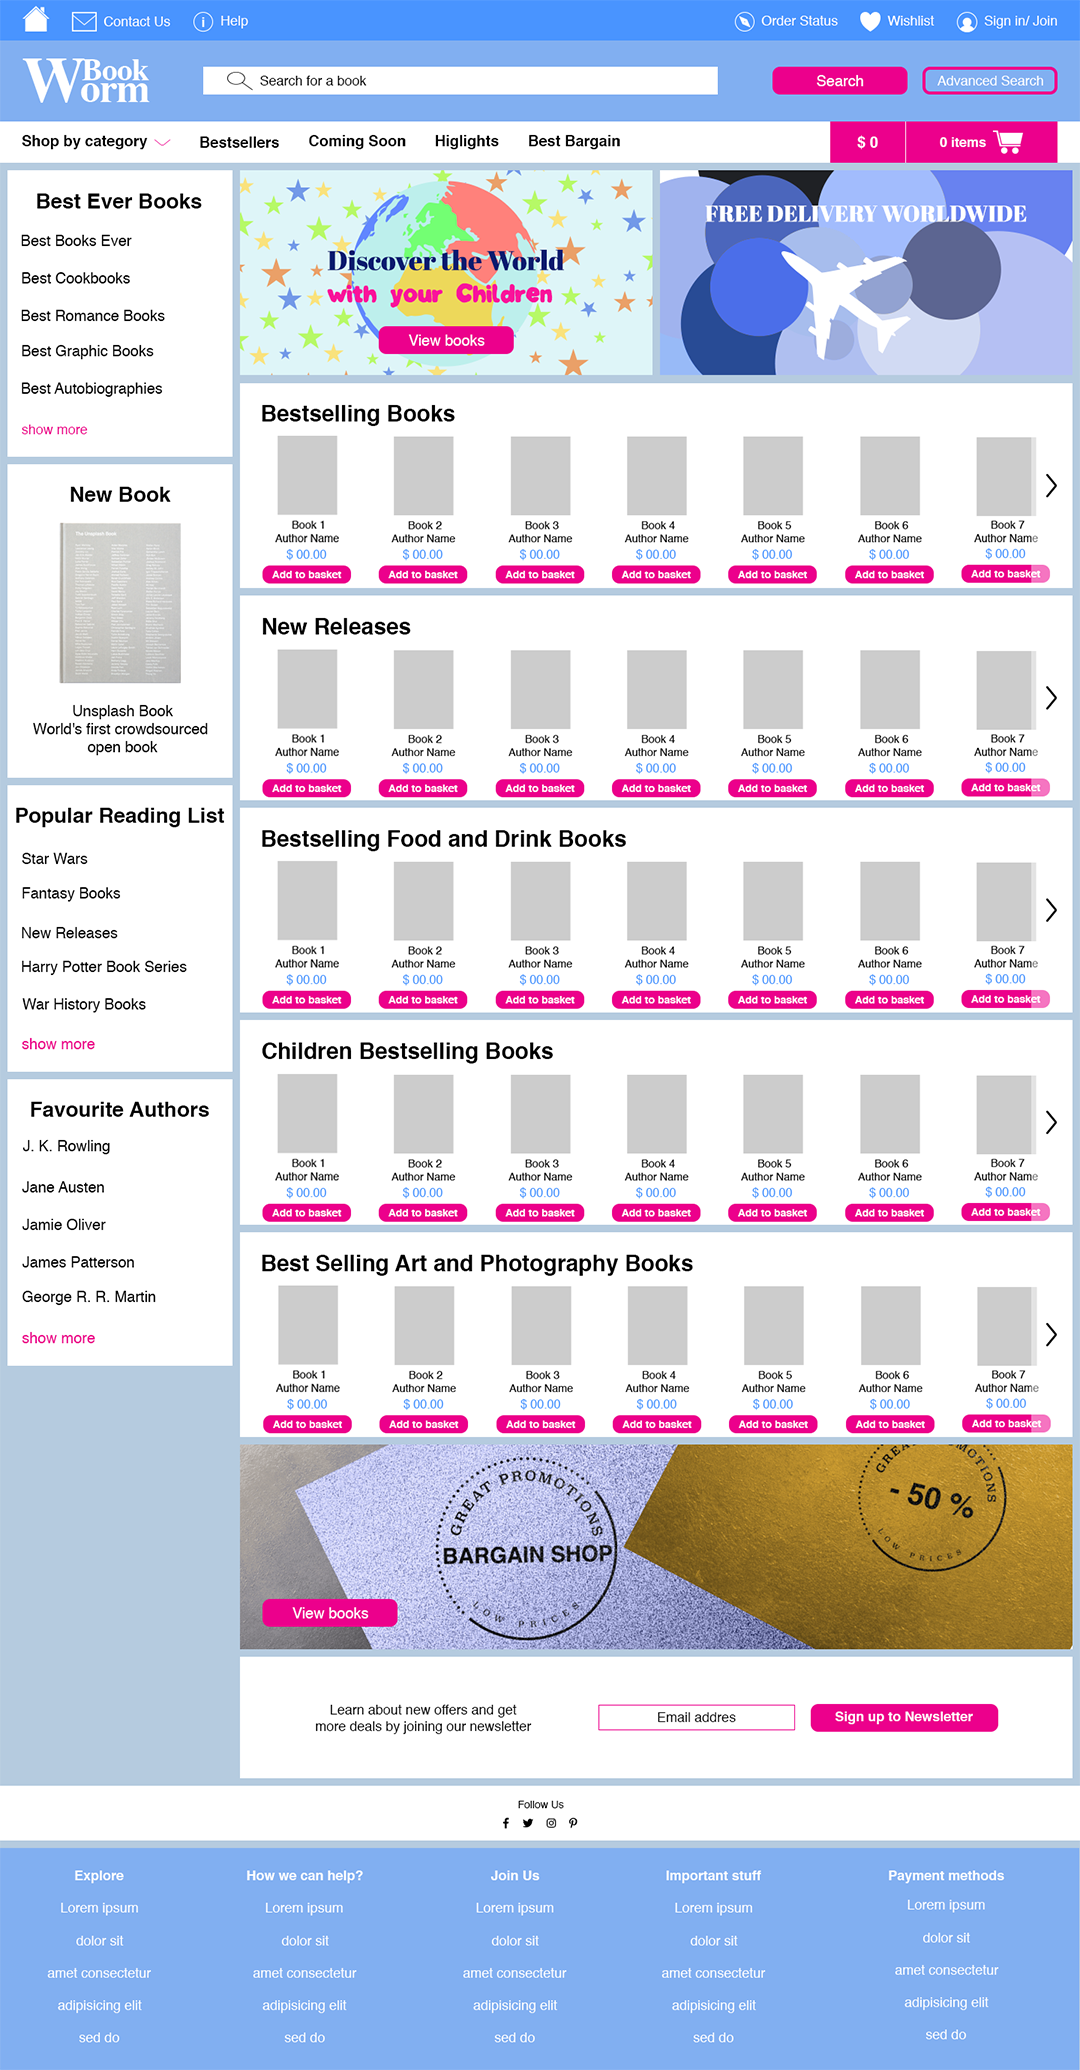 Contact Us
Help
Order Status
Wishlist
Sign in/ Join
Book
Worm
Search for a book
Search
Advanced Search
Shop by category
Bestsellers
Coming Soon
Higlights
Best Bargain
$ 0
0 items
Best Ever Books
Best Books Ever
Best Cookbooks
Best Romance Books
Best Graphic Books
Best Autobiographies
show more
New Book
The Unsplash Book
Unsplash Book
World's first crowdsourced
open book
Popular Reading List
Star Wars
Fantasy Books
New Releases
Harry Potter Book Series
War History Books
show more
Favourite Authors
J. K. Rowling
Jane Austen
Jamie Oliver
James Patterson
George R. R. Martin
show more
Discover the World
with your Children
View books
FREE DELIVERY WORLDWIDE
Bestselling Books
Book 1 Book 2 Book 3 Book 4 Book 5 Book 6 Book 7
Author Name Author Name Author Name Author Name Author Name Author Name Author Name
$ 00.00 $ 00.00 $ 00.00 $ 00.00 $ 00.00 $ 00.00 $ 00.00
Add to basket Add to basket Add to basket Add to basket Add to basket Add to basket Add to basket
New Releases
Book 1 Book 2 Book 3 Book 4 Book 5 Book 6 Book 7
Author Name Author Name Author Name Author Name Author Name Author Name Author Name
$ 00.00 $ 00.00 $ 00.00 $ 00.00 $ 00.00 $ 00.00 $ 00.00
Add to basket Add to basket Add to basket Add to basket Add to basket Add to basket Add to basket
Bestselling Food and Drink Books
Book 1 Book 2 Book 3 Book 4 Book 5 Book 6 Book 7
Author Name Author Name Author Name Author Name Author Name Author Name Author Name
$ 00.00 $ 00.00 $ 00.00 $ 00.00 $ 00.00 $ 00.00 $ 00.00
Add to basket Add to basket Add to basket Add to basket Add to basket Add to basket Add to basket
Children Bestselling Books
Book 1 Book 2 Book 3 Book 4 Book 5 Book 6 Book 7
Author Name Author Name Author Name Author Name Author Name Author Name Author Name
$ 00.00 $ 00.00 $ 00.00 $ 00.00 $ 00.00 $ 00.00 $ 00.00
Add to basket Add to basket Add to basket Add to basket Add to basket Add to basket Add to basket
Best Selling Art and Photography Books
Book 1 Book 2 Book 3 Book 4 Book 5 Book 6 Book 7
Author Name Author Name Author Name Author Name Author Name Author Name Author Name
$ 00.00 $ 00.00 $ 00.00 $ 00.00 $ 00.00 $ 00.00 $ 00.00
Add to basket Add to basket Add to basket Add to basket Add to basket Add to basket Add to basket
GREAT PROMOTIONS
BARGAIN SHOP
LOW PRICES
GREAT PROMOTIONS
- 50 %
LOW PRICES
View books
Learn about new offers and get
more deals by joining our newsletter
Email addres
Sign up to Newsletter
Follow Us
Explore
Lorem ipsum
dolor sit
amet consectetur
adipisicing elit
sed do
How we can help?
Lorem ipsum
dolor sit
amet consectetur
adipisicing elit
sed do
Join Us
Lorem ipsum
dolor sit
amet consectetur
adipisicing elit
sed do
Important stuff
Lorem ipsum
dolor sit
amet consectetur
adipisicing elit
sed do
Payment methods
Lorem ipsum
dolor sit
amet consectetur
adipisicing elit
sed do